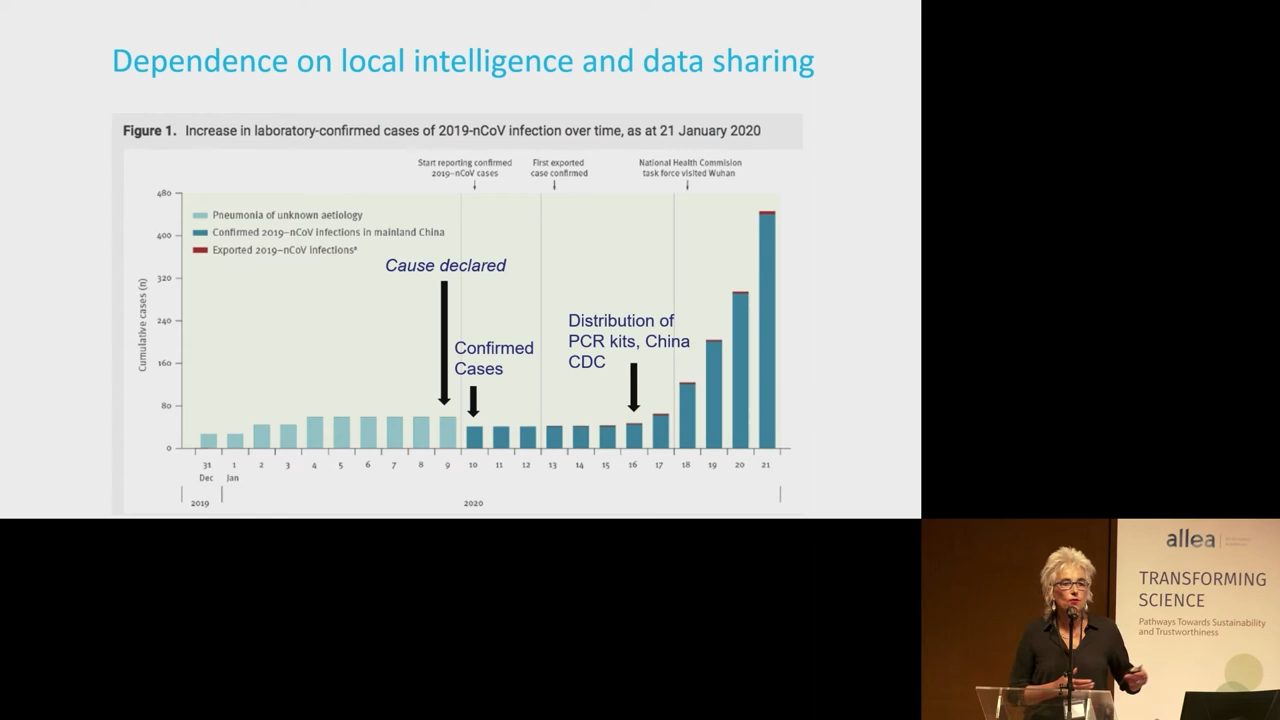 Dependence on local intelligence and data sharing
Figure 1. Increase in laboratory-confirmed cases of 2019-nCoV infection over time, as at 21 January 2020
Start reporting confirmed
2019–nCoV cases
First exported
case confirmed
National Health Commision
task force visited Wuhan
Cumulative cases (n)
480
400
320
240
160
80
0
Pneumonia of unknown aetiology
Confirmed 2019–nCoV infections in mainland China
Exported 2019–nCoV infectionsª
Cause declared
Confirmed
Cases
Distribution of
PCR kits, China
CDC
31 1 2 3 4 5 6 7 8 9 10 11 12 13 14 15 16 17 18 19 20 21
Dec Jan
2019 2020
allea
TRANSFORMING
SCIENCE
Pathways Towards Sustainability
and Trustworthiness